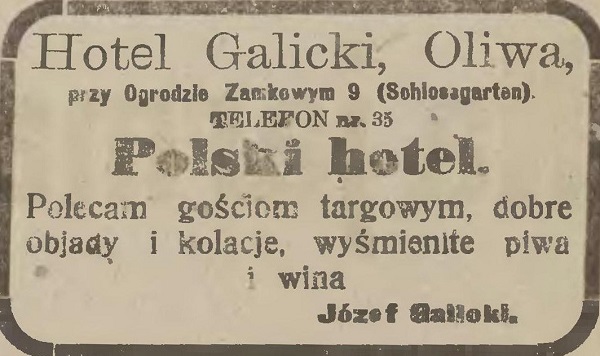 Hotel Galicki, Oliwa,
przy Ogrodzie Zamkowym 9 (Schlossgarten).
TELEFON nr. 35
Polski hotel.
Polecam gościom targowym, dobre
objady i kolacje, wyśmienite piwa
i wina
Józef Galicki.